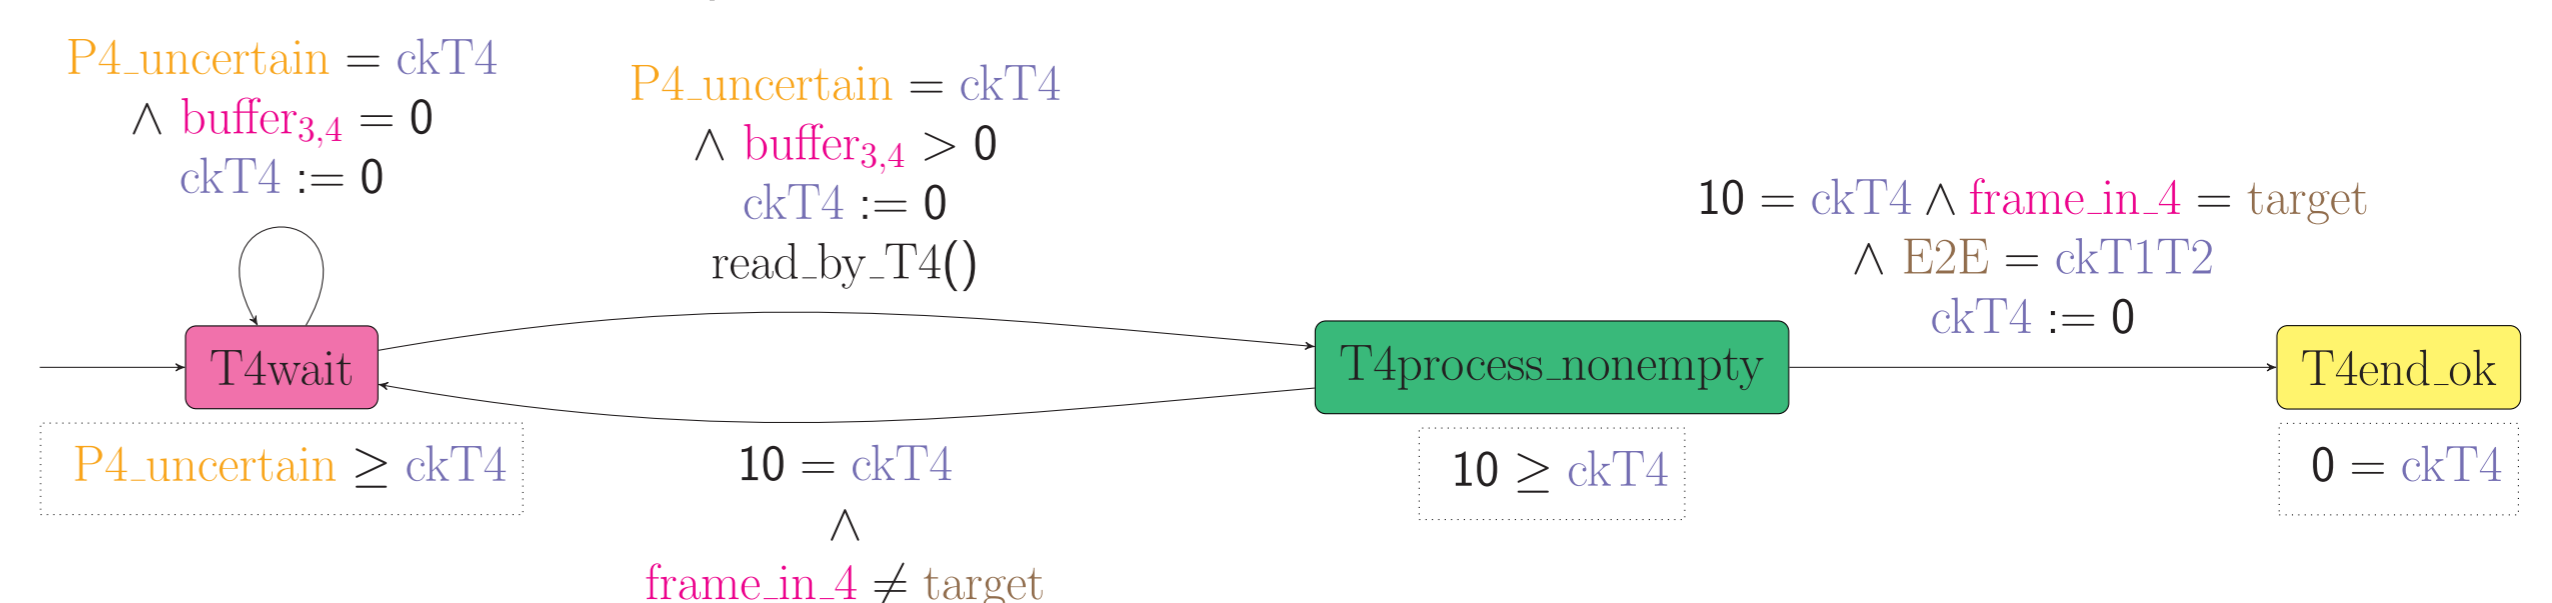 P4_uncertain = ckT4
∧ buffer₃,₄ = 0
ckT4 := 0
P4_uncertain = ckT4
∧ buffer₃,₄ > 0
ckT4 := 0
read_by_T4()
10 = ckT4 ∧ frame_in_4 = target
∧ E2E = ckT1T2
ckT4 := 0
T4wait
T4process_nonempty
T4end_ok
P4_uncertain ≥ ckT4
10 = ckT4
∧
frame_in_4 ≠ target
10 ≥ ckT4
0 = ckT4